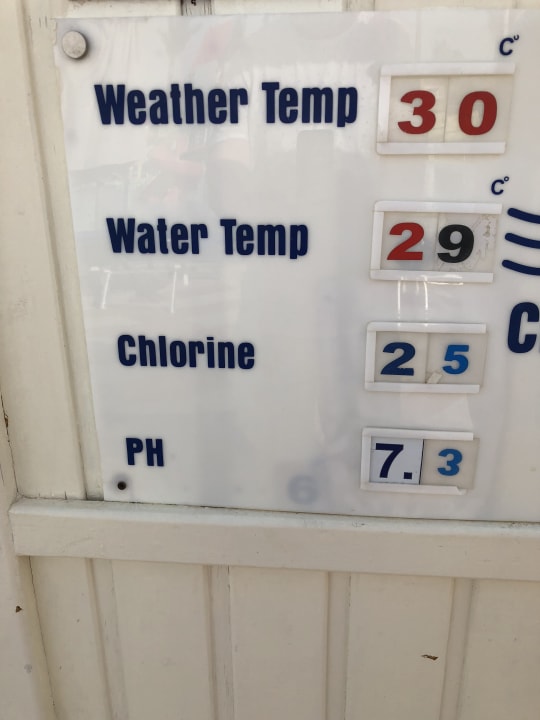 C°
Weather Temp 30
C°
Water Temp 29
Chlorine 25
PH 7.3